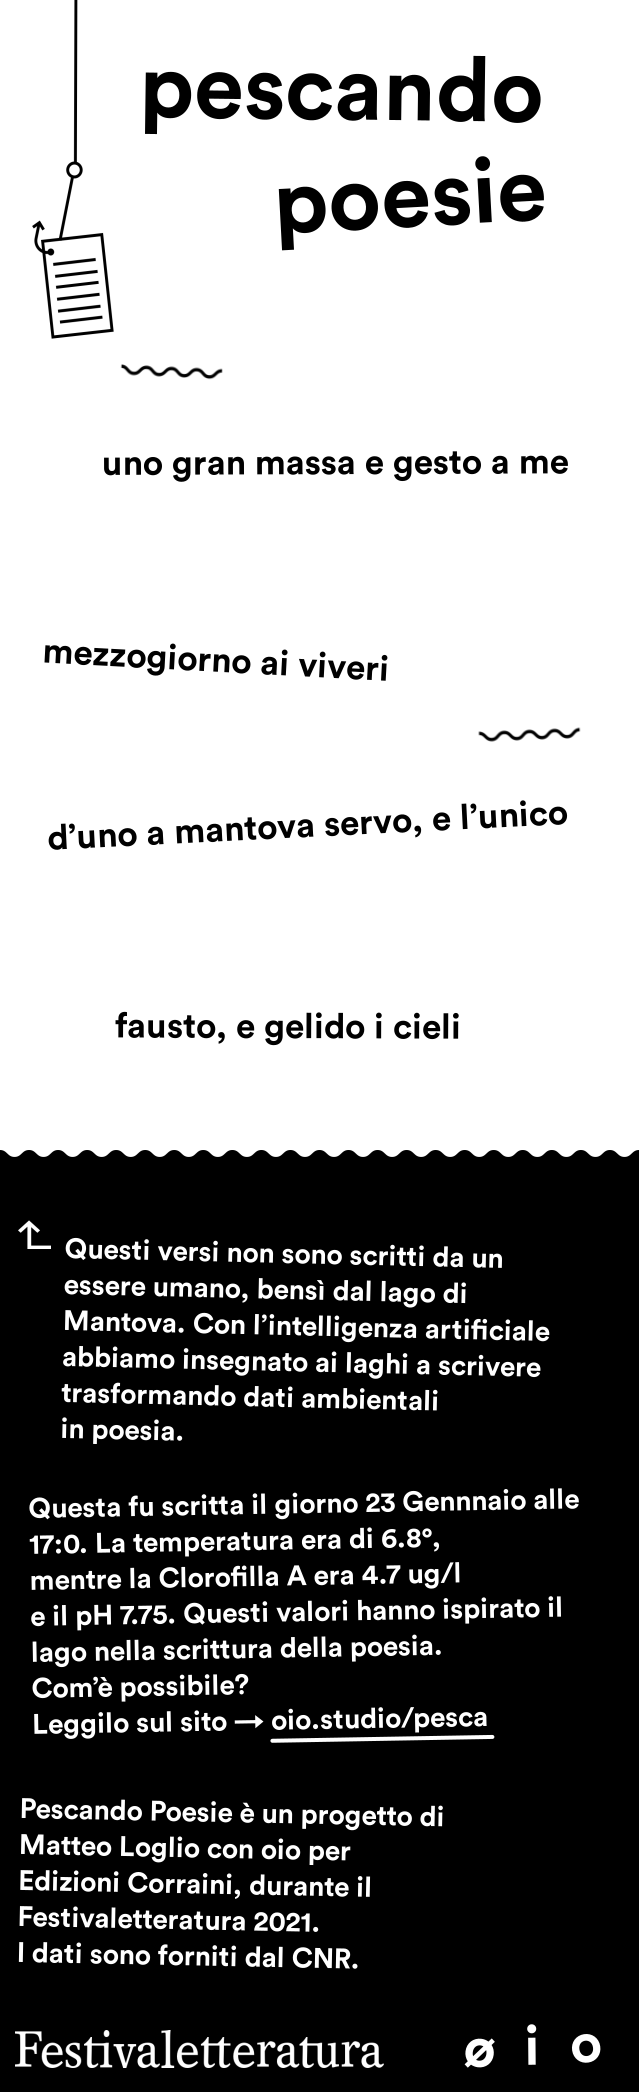 pescando
poesie
uno gran massa e gesto a me
mezzogiorno ai viveri
d’uno a mantova servo, e l’unico
fausto, e gelido i cieli
Questi versi non sono scritti da un
essere umano, bensì dal lago di
Mantova. Con l’intelligenza artificiale
abbiamo insegnato ai laghi a scrivere
trasformando dati ambientali
in poesia.
Questa fu scritta il giorno 23 Gennnaio alle
17:0. La temperatura era di 6.8°,
mentre la Clorofilla A era 4.7 ug/l
e il pH 7.75. Questi valori hanno ispirato il
lago nella scrittura della poesia.
Com’è possibile?
Leggilo sul sito → oio.studio/pesca
Pescando Poesie è un progetto di
Matteo Loglio con oio per
Edizioni Corraini, durante il
Festivaletteratura 2021.
I dati sono forniti dal CNR.
Festivaletteratura ø i o